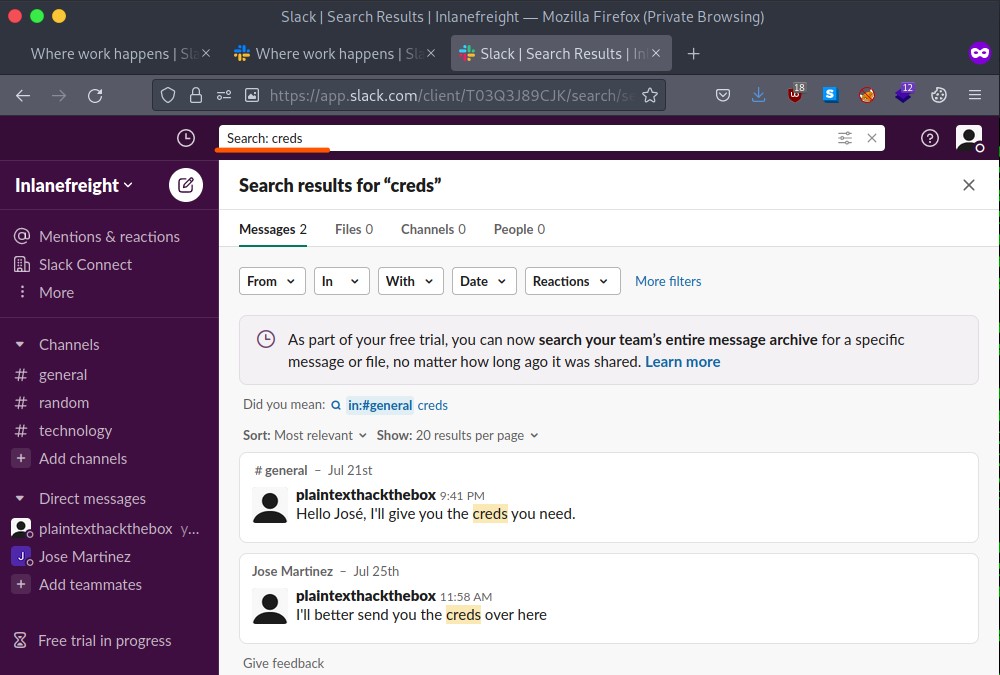 Slack | Search Results | Inlanefreight — Mozilla Firefox (Private Browsing)
Where work happens | Sla
Where work happens | Sla
Slack | Search Results | In
https://app.slack.com/client/T03Q3J89CJK/search/se
18
12
Search: creds
Inlanefreight
Search results for “creds”
Messages 2 Files 0 Channels 0 People 0
Mentions & reactions
Slack Connect
More
From In With Date Reactions More filters
As part of your free trial, you can now search your team’s entire message archive for a specific
message or file, no matter how long ago it was shared. Learn more
Channels
# general
# random
# technology
+ Add channels
Did you mean: in:#general creds
Sort: Most relevant Show: 20 results per page
# general – Jul 21st
plaintexthackthebox 9:41 PM
Hello José, I'll give you the creds you need.
Direct messages
plaintexthackthebox y...
J Jose Martinez
+ Add teammates
Jose Martinez – Jul 25th
plaintexthackthebox 11:58 AM
I'll better send you the creds over here
Free trial in progress
Give feedback